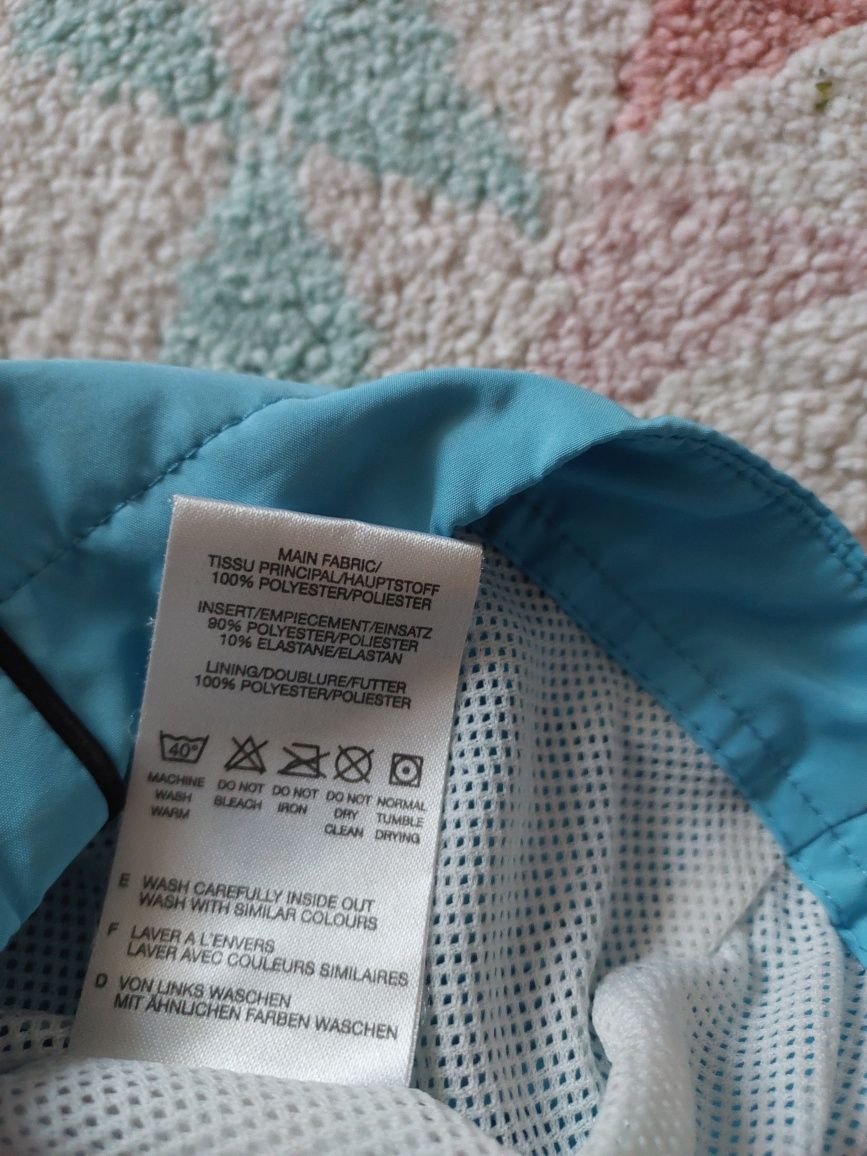 MAIN FABRIC/
TISSU PRINCIPAL/HAUPTSTOFF
100% POLYESTER/POLIESTER
INSERT/EMPIECEMENT/EINSATZ
90% POLYESTER/POLIESTER
10% ELASTANE/ELASTAN
LINING/DOUBLURE/FUTTER
100% POLYESTER/POLIESTER
40°
MACHINE WASH WARM
DO NOT BLEACH
DO NOT IRON
DO NOT DRY CLEAN
NORMAL TUMBLE DRYING
E WASH CAREFULLY INSIDE OUT
WASH WITH SIMILAR COLOURS
F LAVER A L'ENVERS
LAVER AVEC COULEURS SIMILAIRES
D VON LINKS WASCHEN
MIT ÄHNLICHEN FARBEN WASCHEN